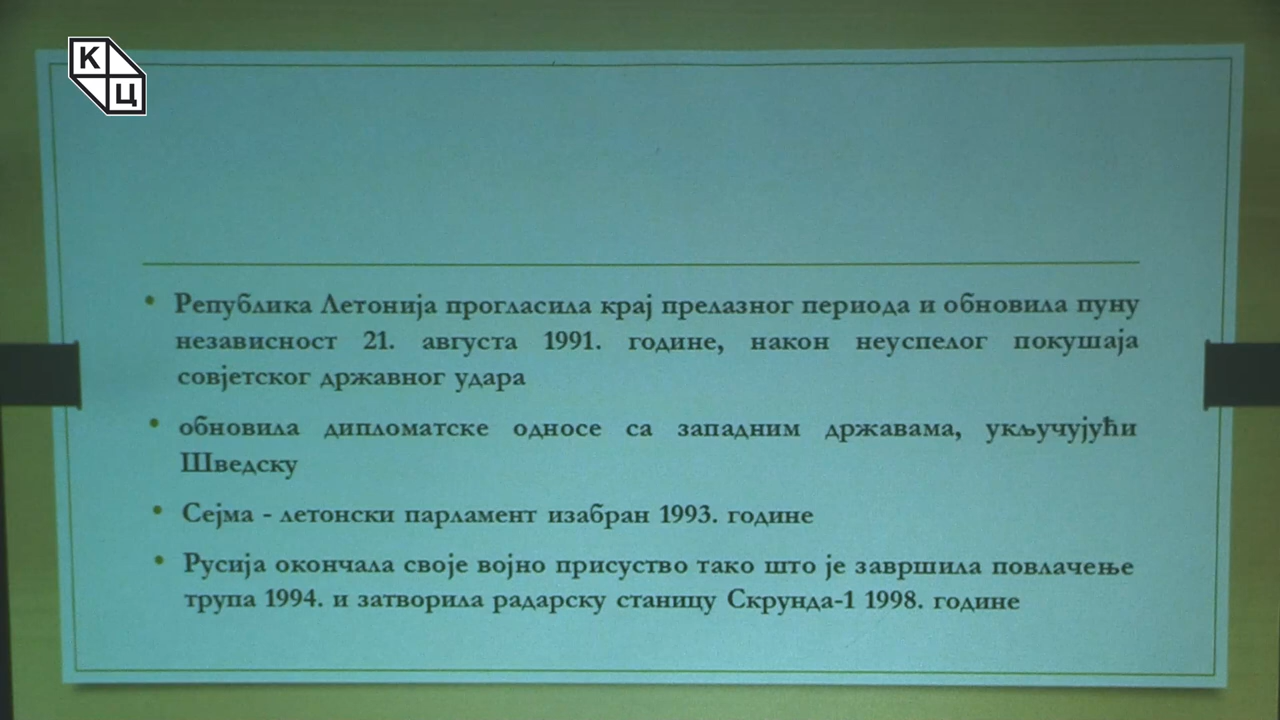 К
Ц
• Република Летонија прогласила крај прелазног периода и обновила пуну
независност 21. августа 1991. године, након неуспелог покушаја
совјетског државног удара
• обновила дипломатске односе са западним државама, укључујући
Шведску
• Сејма - летонски парламент изабран 1993. године
• Русија окончала своје војно присуство тако што је завршила повлачење
трупа 1994. и затворила радарску станицу Скрунда-1 1998. године